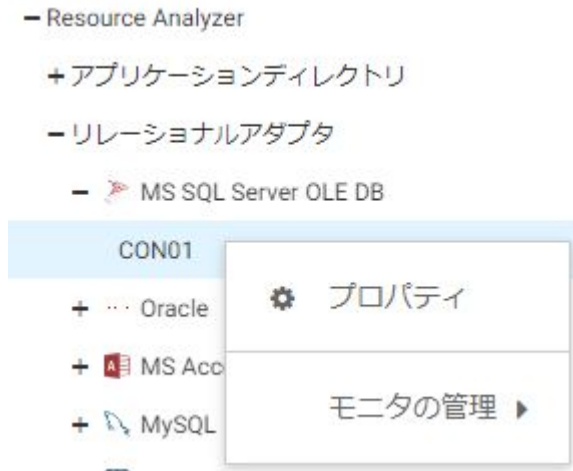 Resource Analyzer
アプリケーションディレクトリ
リレーショナルアダプタ
MS SQL Server OLE DB
CON01
プロパティ
Oracle
MS Acc
モニタの管理
MySQL